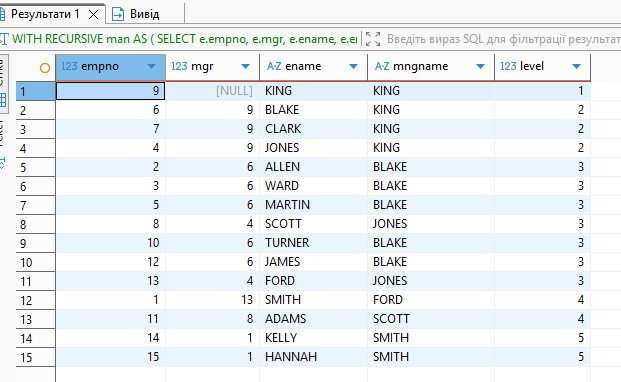 Результати 1 Вивід
WITH RECURSIVE man AS ( SELECT e.empno, e.mgr, e.ename, e.er Введіть вираз SQL для фільтрації результат
123 empno 123 mgr A-Z ename A-Z mngname 123 level
1 9 [NULL] KING KING 1
2 6 9 BLAKE KING 2
3 7 9 CLARK KING 2
4 4 9 JONES KING 2
5 2 6 ALLEN BLAKE 3
6 3 6 WARD BLAKE 3
7 5 6 MARTIN BLAKE 3
8 8 4 SCOTT JONES 3
9 10 6 TURNER BLAKE 3
10 12 6 JAMES BLAKE 3
11 13 4 FORD JONES 3
12 1 13 SMITH FORD 4
13 11 8 ADAMS SCOTT 4
14 14 1 KELLY SMITH 5
15 15 1 HANNAH SMITH 5